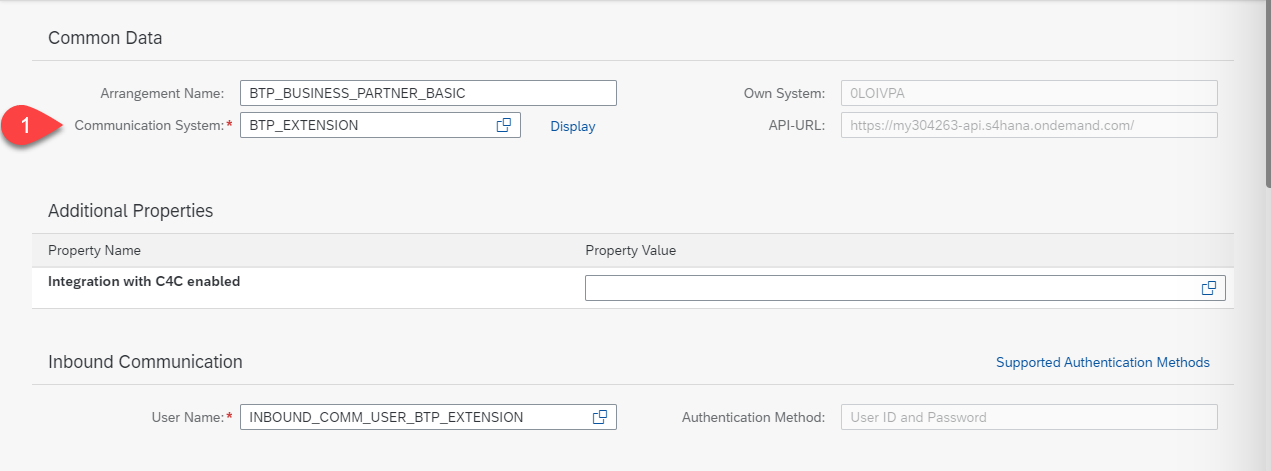 Common Data
Arrangement Name: BTP_BUSINESS_PARTNER_BASIC Own System: 0LOIVPA
1 Communication System:* BTP_EXTENSION Display API-URL: https://my304263-api.s4hana.ondemand.com/
Additional Properties
Property Name Property Value
Integration with C4C enabled
Inbound Communication Supported Authentication Methods
User Name:* INBOUND_COMM_USER_BTP_EXTENSION Authentication Method: User ID and Password